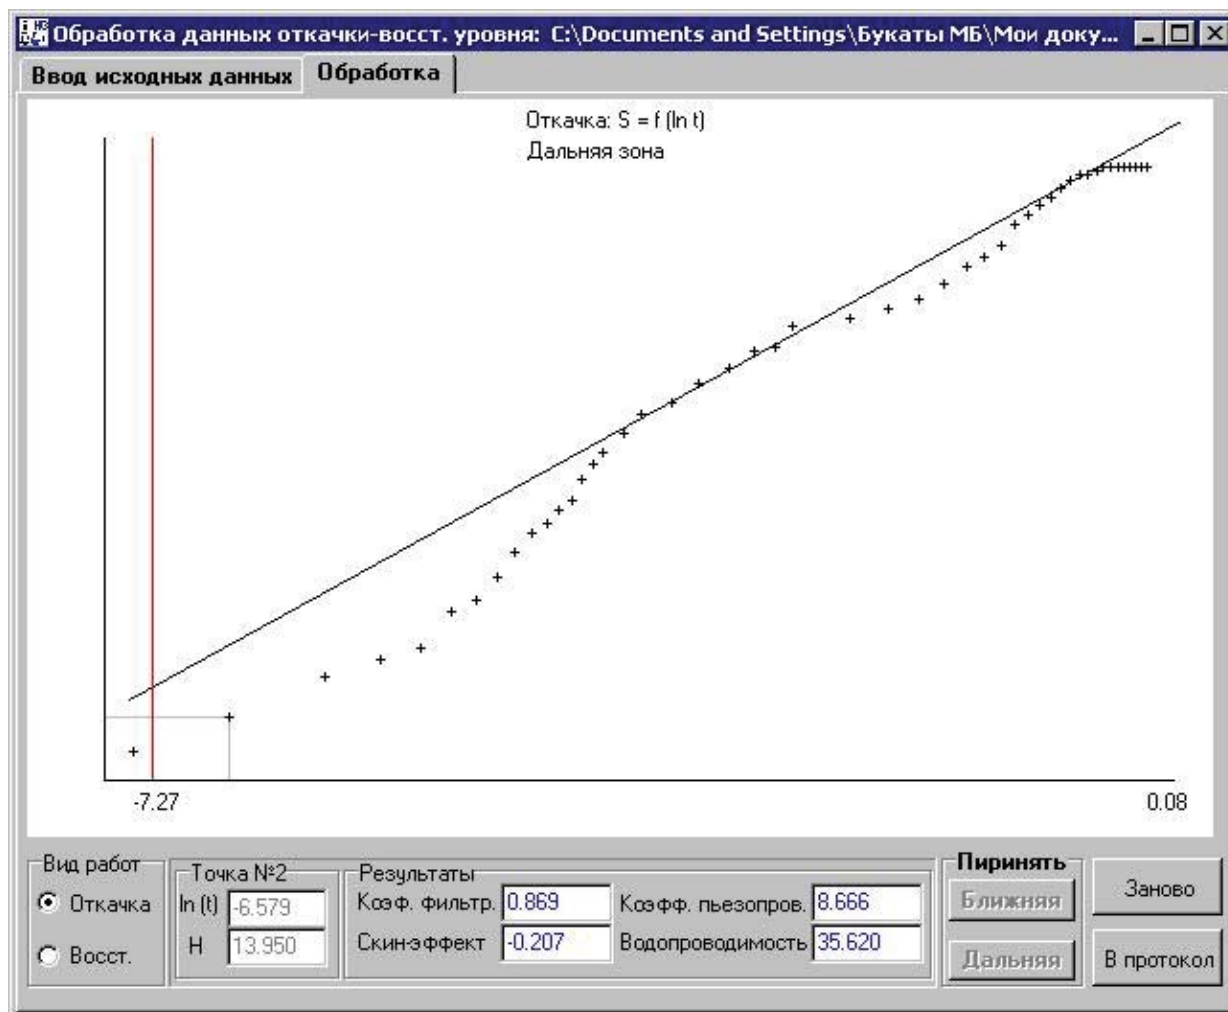 Обработка данных откачки-восст. уровня: C:\Documents and Settings\Букаты МБ\Мои доку...
Ввод исходных данных Обработка
Откачка: S = f (ln t)
Дальняя зона
-7.27 0.08
Вид работ
Откачка
Восст.
Точка №2
ln (t) -6.579
H 13.950
Результаты
Коэф. фильтр. 0.869 Коэфф. пьезопров. 8.666
Скин-эффект -0.207 Водопроводимость 35.620
Пиринять
Ближняя
Дальняя
Заново
В протокол